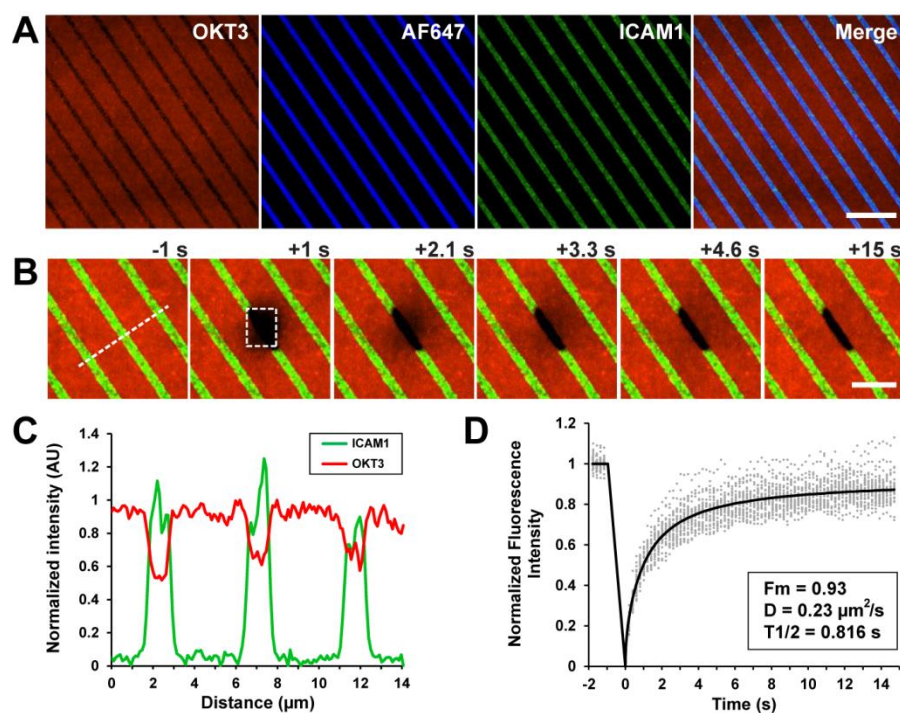 A
OKT3
AF647
ICAM1
Merge
B
-1 s
+1 s
+2.1 s
+3.3 s
+4.6 s
+15 s
C
Normalized intensity (AU)
1.4
1.2
1
0.8
0.6
0.4
0.2
0
ICAM1
OKT3
0 2 4 6 8 10 12 14
Distance (μm)
D
Normalized Fluorescence
Intensity
1.2
1
0.8
0.6
0.4
0.2
0
Fm = 0.93
D = 0.23 μm²/s
T1/2 = 0.816 s
-2 0 2 4 6 8 10 12 14
Time (s)